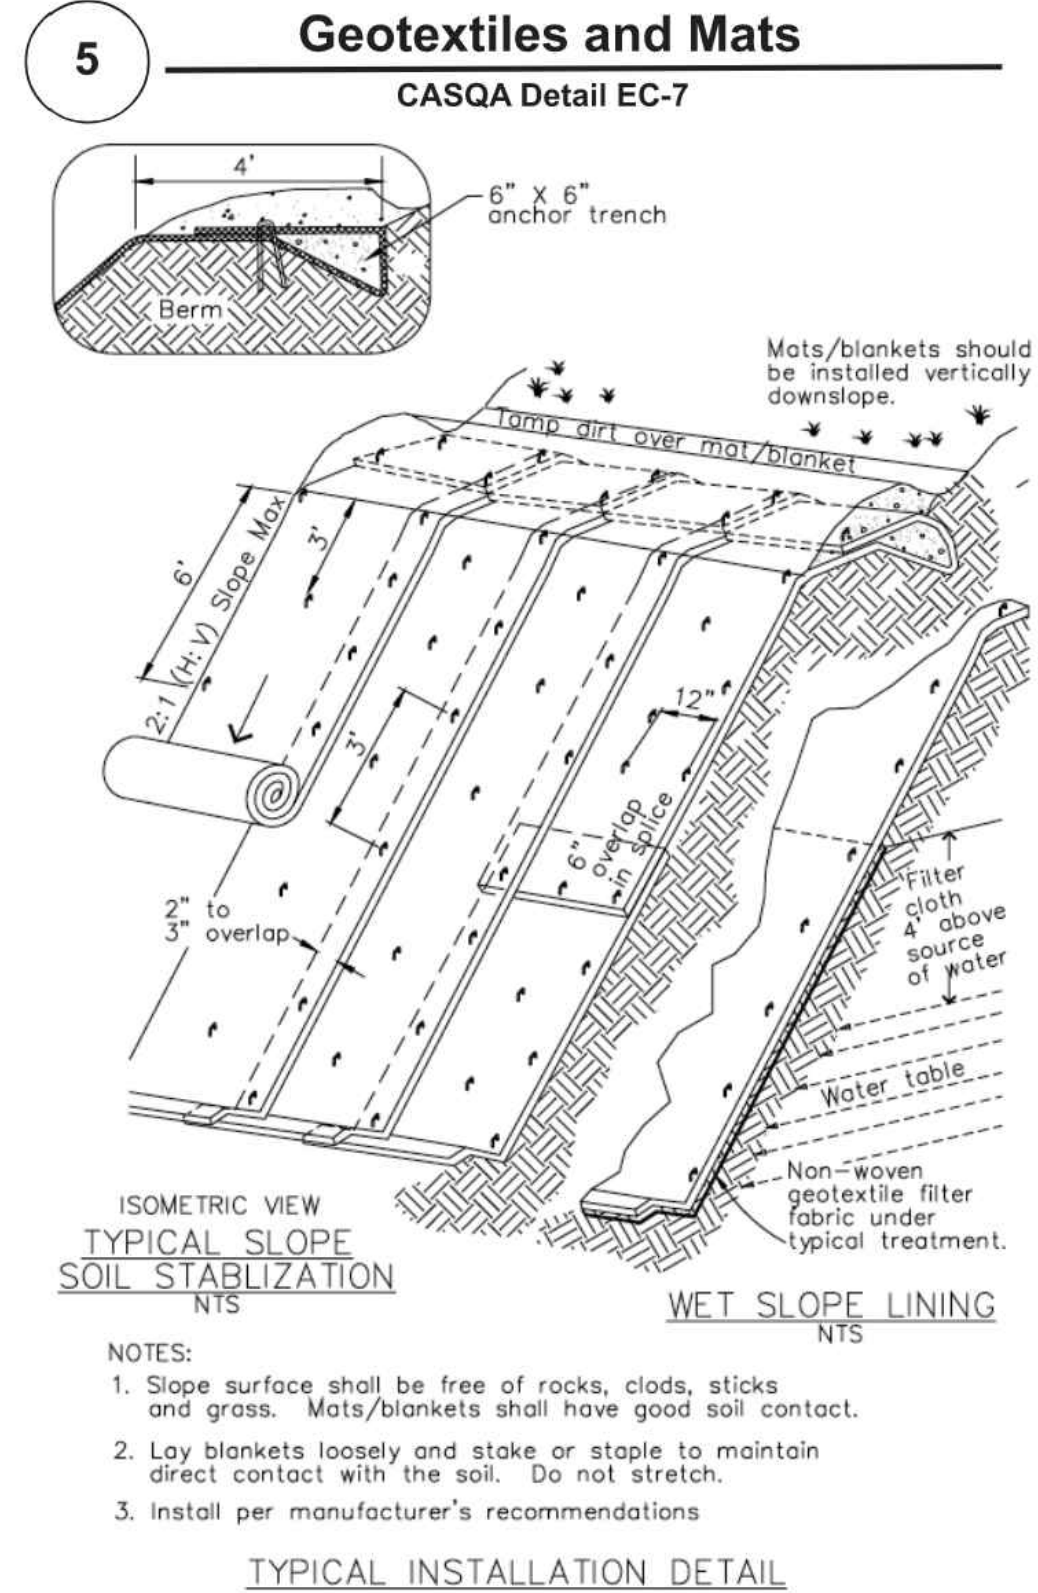 5
Geotextiles and Mats
CASQA Detail EC-7
4'
6" X 6"
anchor trench
Berm
Mats/blankets should
be installed vertically
downslope.
Tamp dirt over mat/blanket
6'
3'
2:1 (H:V) Slope Max
12"
3'
6" overlap
in splice
2" to
3" overlap
Filter
cloth
4' above
source
of water
Water table
Non-woven
geotextile filter
fabric under
typical treatment.
ISOMETRIC VIEW
TYPICAL SLOPE
SOIL STABLIZATION
NTS
WET SLOPE LINING
NTS
NOTES:
1. Slope surface shall be free of rocks, clods, sticks
and grass. Mats/blankets shall have good soil contact.
2. Lay blankets loosely and stake or staple to maintain
direct contact with the soil. Do not stretch.
3. Install per manufacturer's recommendations
TYPICAL INSTALLATION DETAIL